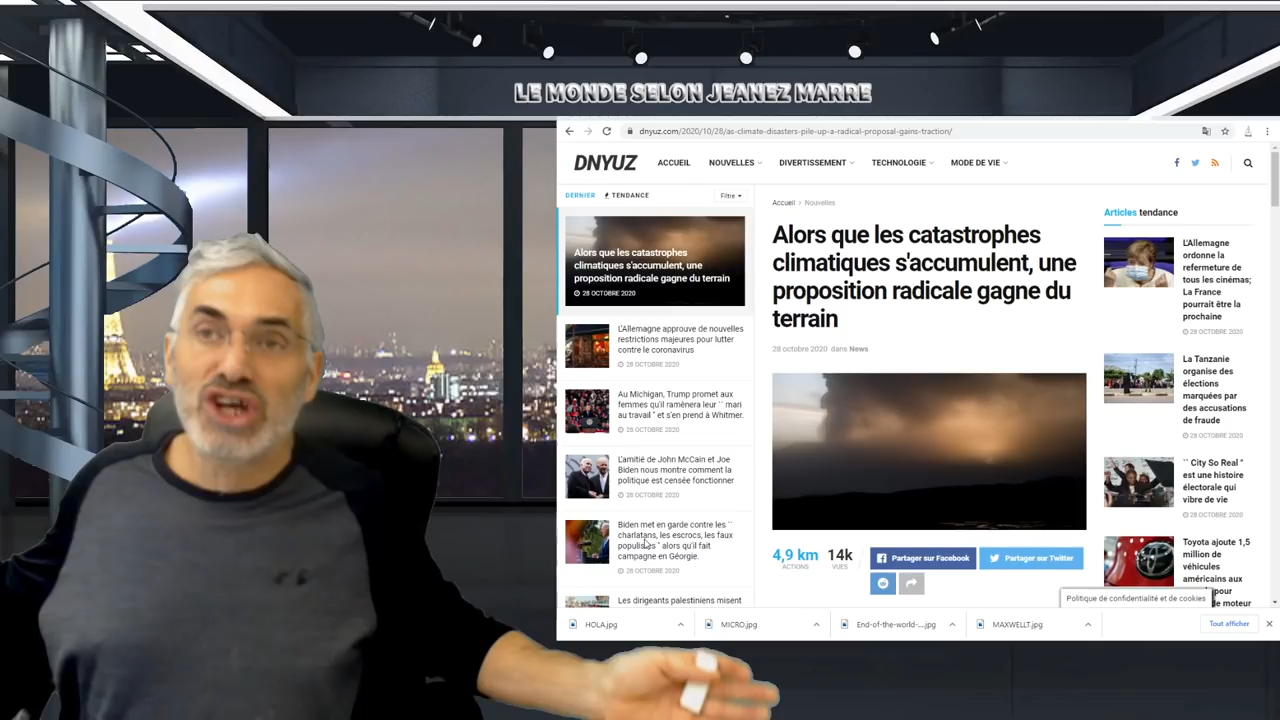 LE MONDE SELON JEANEZ MARRE
dnyuz.com/2020/10/28/as-climate-disasters-pile-up-a-radical-proposal-gains-traction/
DNYUZ
ACCUEIL
NOUVELLES
DIVERTISSEMENT
TECHNOLOGIE
MODE DE VIE
DERNIER
TENDANCE
Filtre
Alors que les catastrophes
climatiques s'accumulent, une
proposition radicale gagne du terrain
28 OCTOBRE 2020
L'Allemagne approuve de nouvelles
restrictions majeures pour lutter
contre le coronavirus
28 OCTOBRE 2020
Au Michigan, Trump promet aux
femmes qu'il ramènera leur `` mari
au travail '' et s'en prend à Whitmer.
28 OCTOBRE 2020
L'amitié de John McCain et Joe
Biden nous montre comment la
politique est censée fonctionner
28 OCTOBRE 2020
Biden met en garde contre les ``
charlatans, les escrocs, les faux
populistes '' alors qu'il fait
campagne en Géorgie.
28 OCTOBRE 2020
Les dirigeants palestiniens misent
Accueil > Nouvelles
Alors que les catastrophes
climatiques s'accumulent, une
proposition radicale gagne du
terrain
28 octobre 2020 dans News
4,9 km
ACTIONS
14k
VUES
Partager sur Facebook
Partager sur Twitter
Articles tendance
L'Allemagne
ordonne la
refermeture de
tous les cinémas;
La France
pourrait être la
prochaine
28 OCTOBRE 2020
La Tanzanie
organise des
élections
marquées par
des accusations
de fraude
28 OCTOBRE 2020
`` City So Real ''
est une histoire
électorale qui
vibre de vie
28 OCTOBRE 2020
Toyota ajoute 1,5
million de
véhicules
américains au
pour
de moteur
Politique de confidentialité et de cookies
HOLA.jpg
MICRO.jpg
End-of-the-world-....jpg
MAXWELLT.jpg
Tout afficher